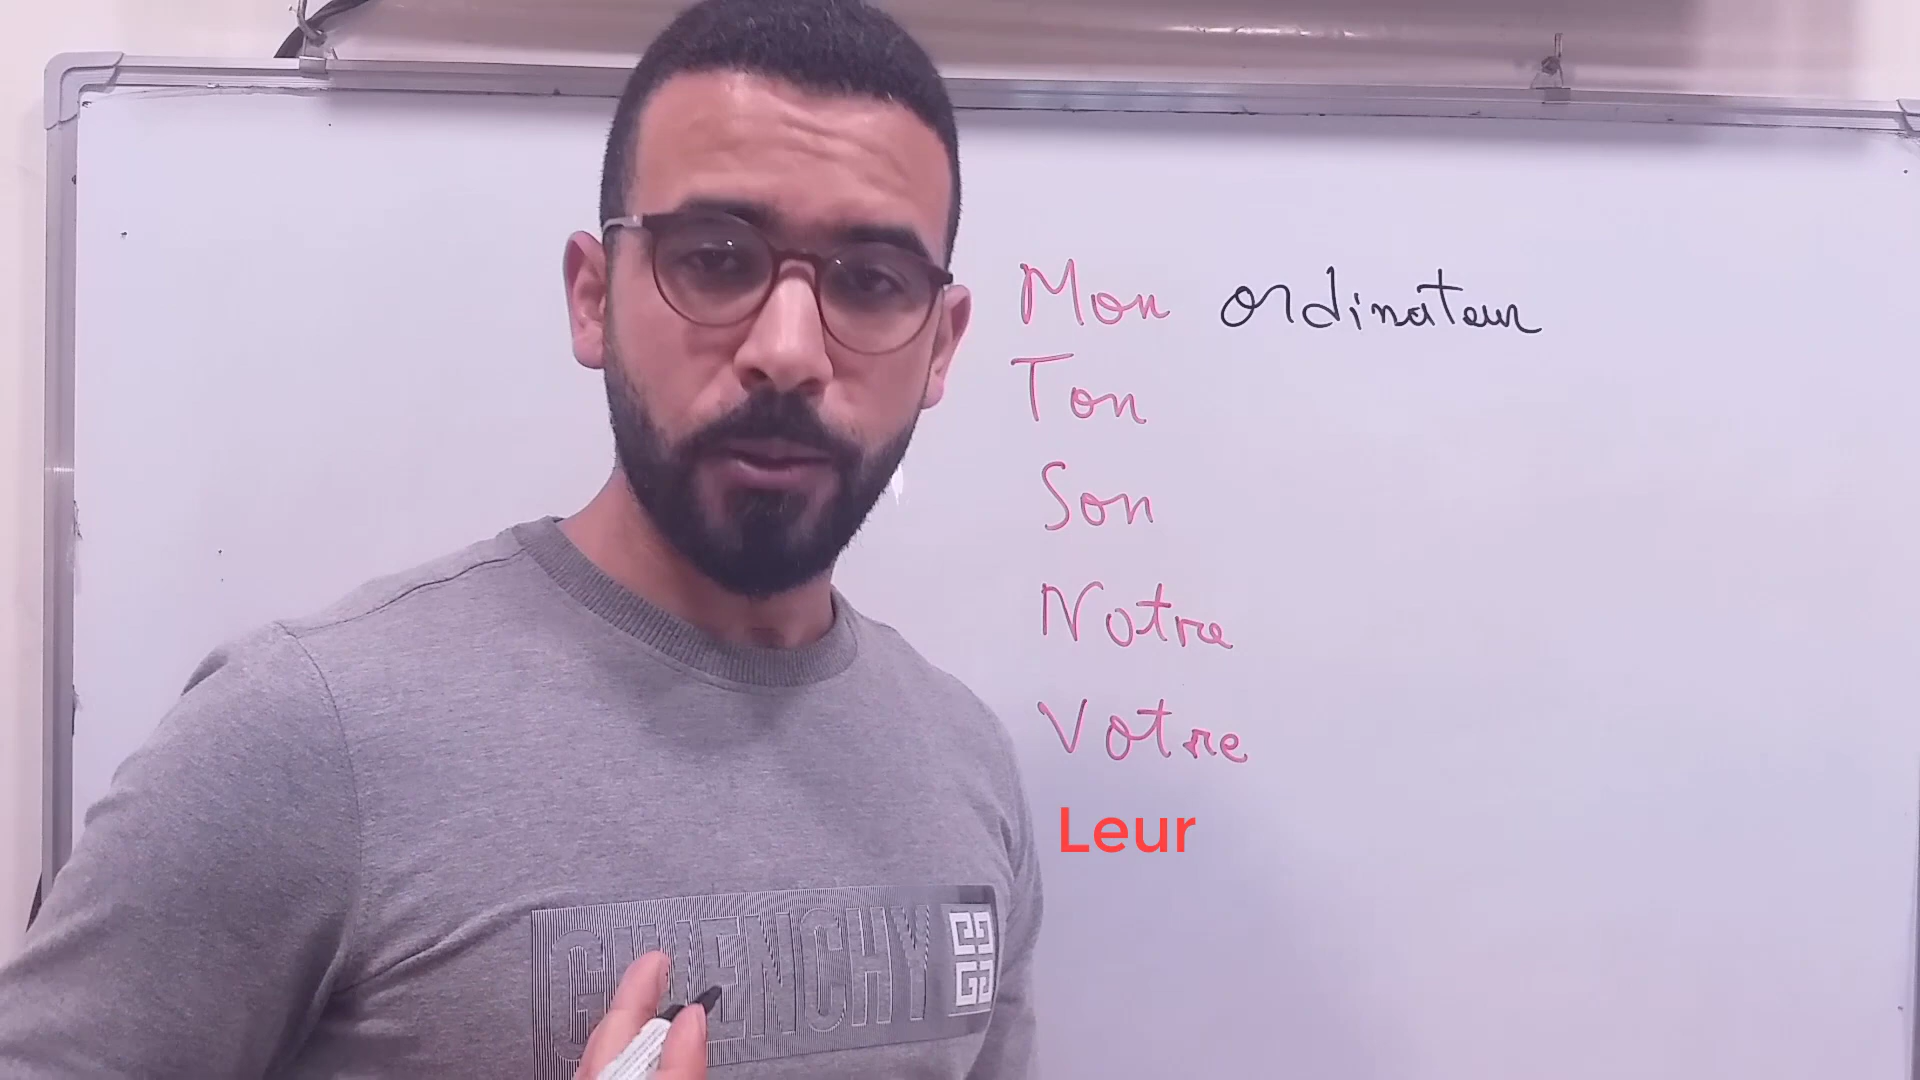 Mon ordinateur
Ton
Son
Notre
Votre
Leur
GIVENCHY